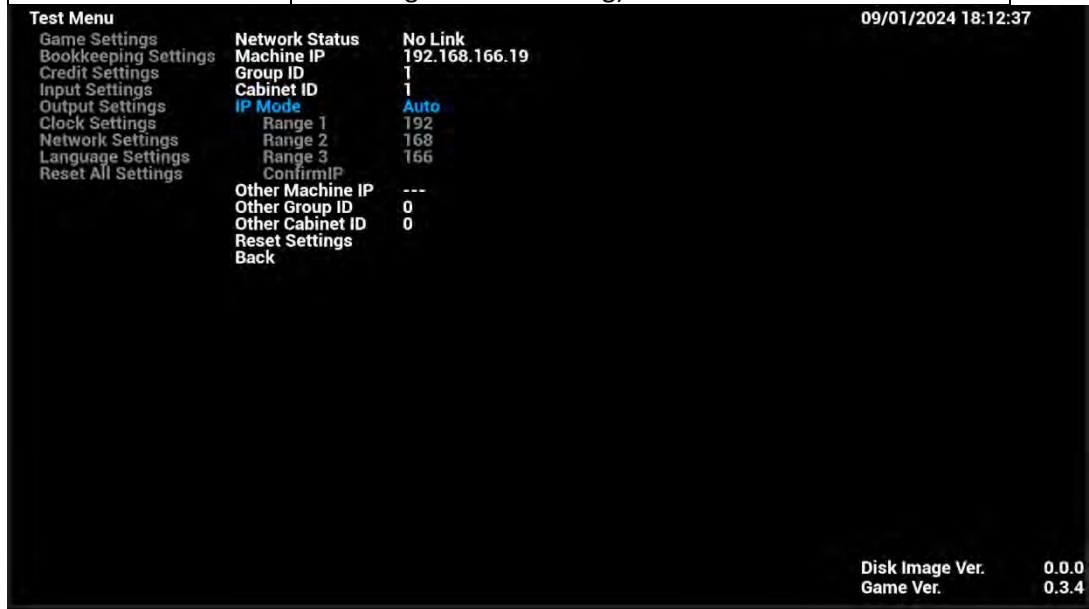 Test Menu 09/01/2024 18:12:37
Game Settings Network Status No Link
Bookkeeping Settings Machine IP 192.168.166.19
Credit Settings Group ID 1
Input Settings Cabinet ID 1
Output Settings IP Mode Auto
Clock Settings Range 1 192
Network Settings Range 2 168
Language Settings Range 3 166
Reset All Settings ConfirmIP
Other Machine IP ---
Other Group ID 0
Other Cabinet ID 0
Reset Settings
Back
Disk Image Ver. 0.0.0
Game Ver. 0.3.4